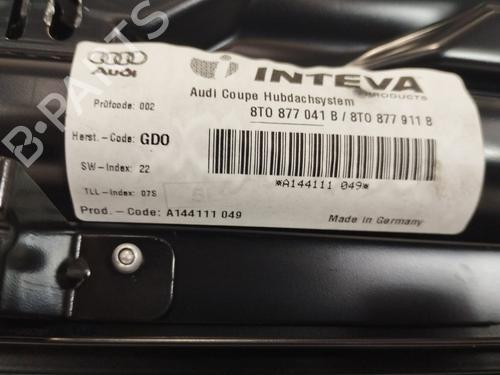 Audi
INTEVA
PRODUCTS
Audi Coupe Hubdachsystem
Prüfcode: 002
8T0 877 041 B / 8T0 877 911 B
Herst.-Code: GDO
SW-Index: 22
TLL-Index: 07S
*A144111 049*
Prod.-Code: A144111 049
Made in Germany
B-PARTS